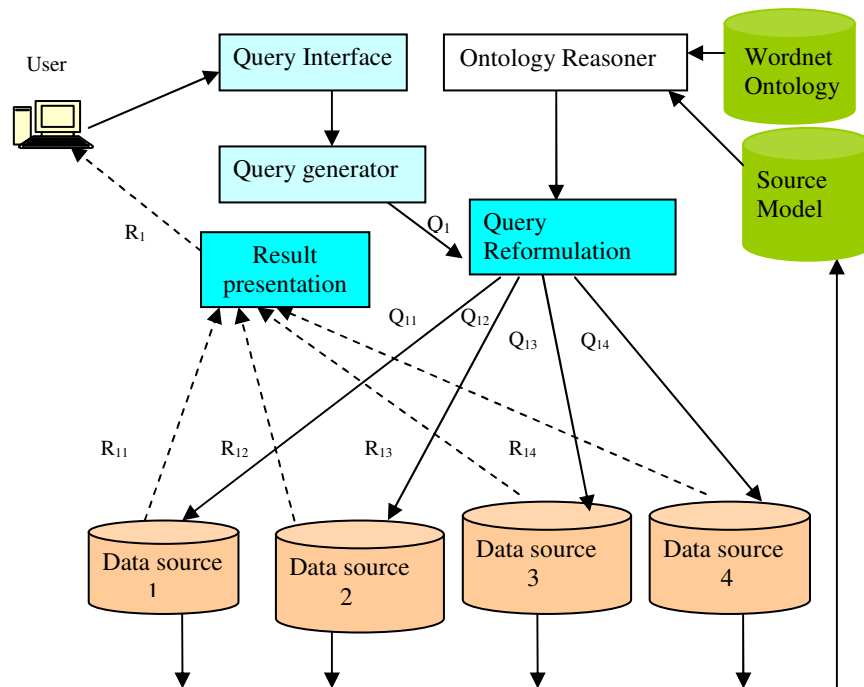 User
Query Interface
Ontology Reasoner
Wordnet
Ontology
Query generator
Source
Model
Q1
Query
Reformulation
R1
Result
presentation
Q11
Q12
Q13
Q14
R11
R12
R13
R14
Data source
1
Data source
2
Data source
3
Data source
4